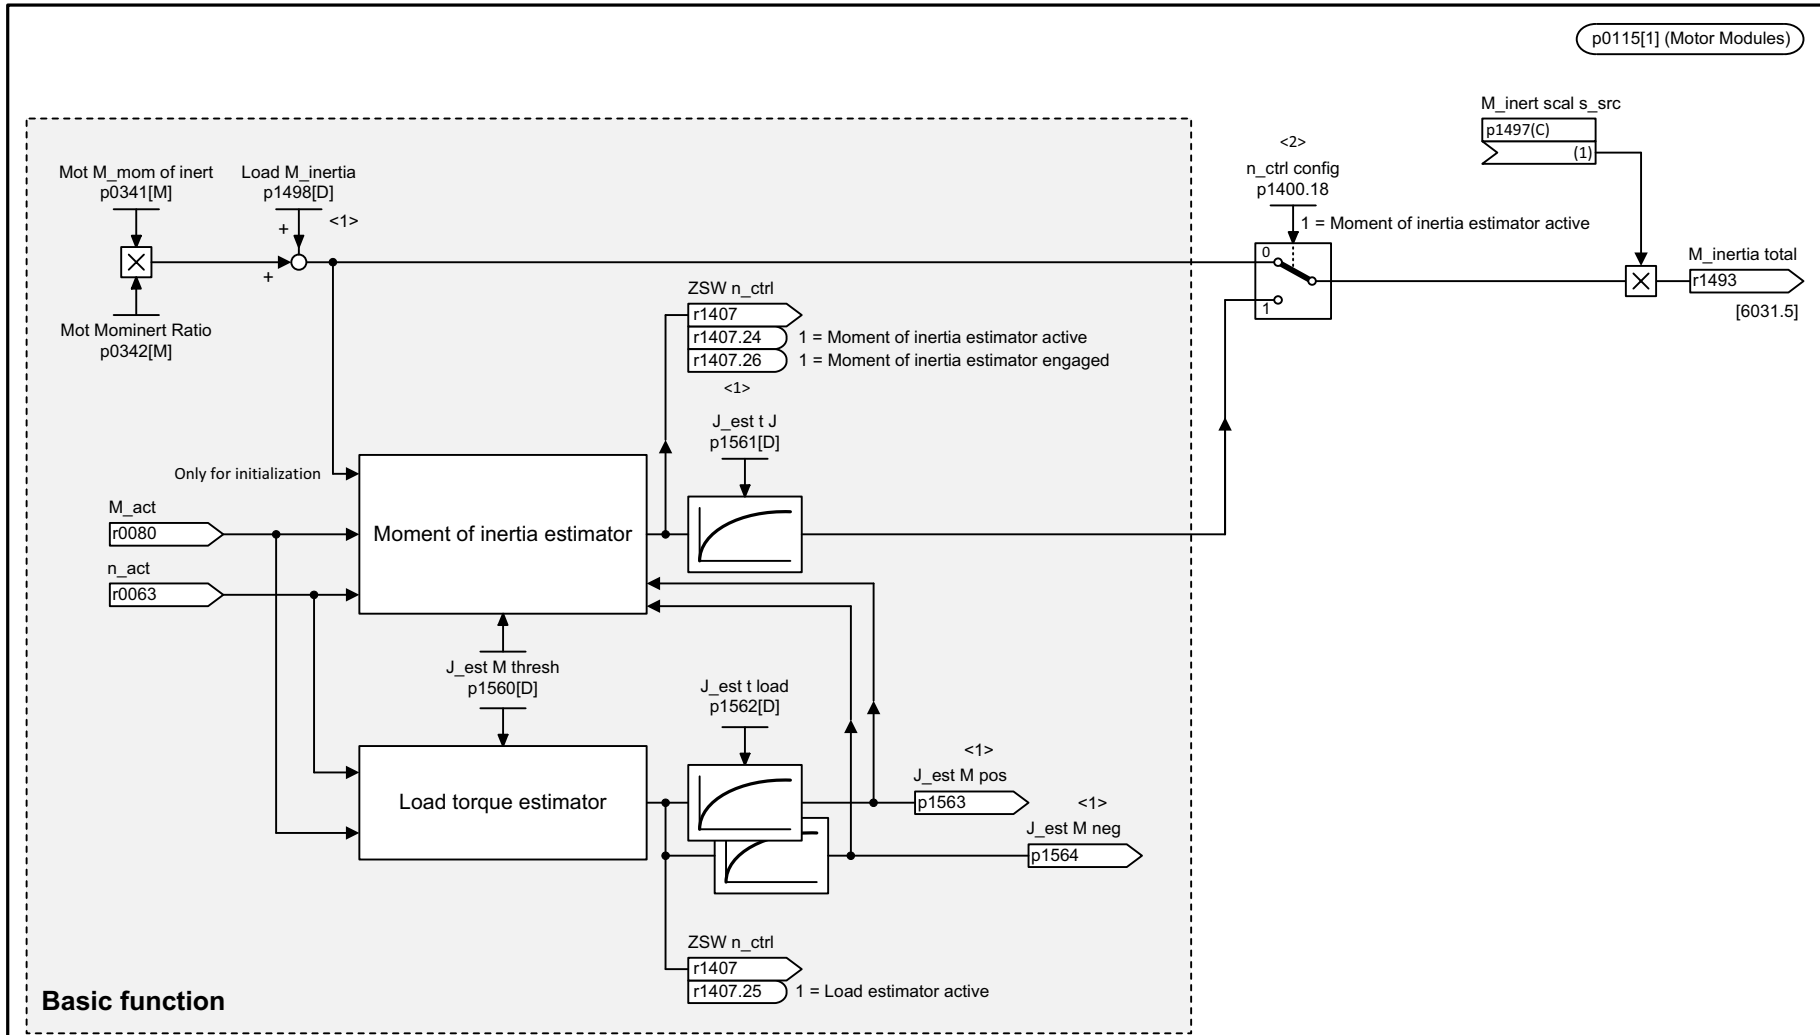 p0115[1] (Motor Modules)
M_inert scal s_src
p1497(C)
(1)
<2>
n_ctrl config
p1400.18
1 = Moment of inertia estimator active
0
1
M_inertia total
r1493
[6031.5]
Mot M_mom of inert
p0341[M]
Load M_inertia
p1498[D]
<1>
+
+
Mot Mominert Ratio
p0342[M]
ZSW n_ctrl
r1407
r1407.24 1 = Moment of inertia estimator active
r1407.26 1 = Moment of inertia estimator engaged
<1>
J_est t J
p1561[D]
Only for initialization
M_act
r0080
Moment of inertia estimator
n_act
r0063
J_est M thresh
p1560[D]
J_est t load
p1562[D]
Load torque estimator
<1>
J_est M pos
p1563
<1>
J_est M neg
p1564
ZSW n_ctrl
r1407
r1407.25 1 = Load estimator active
Basic function